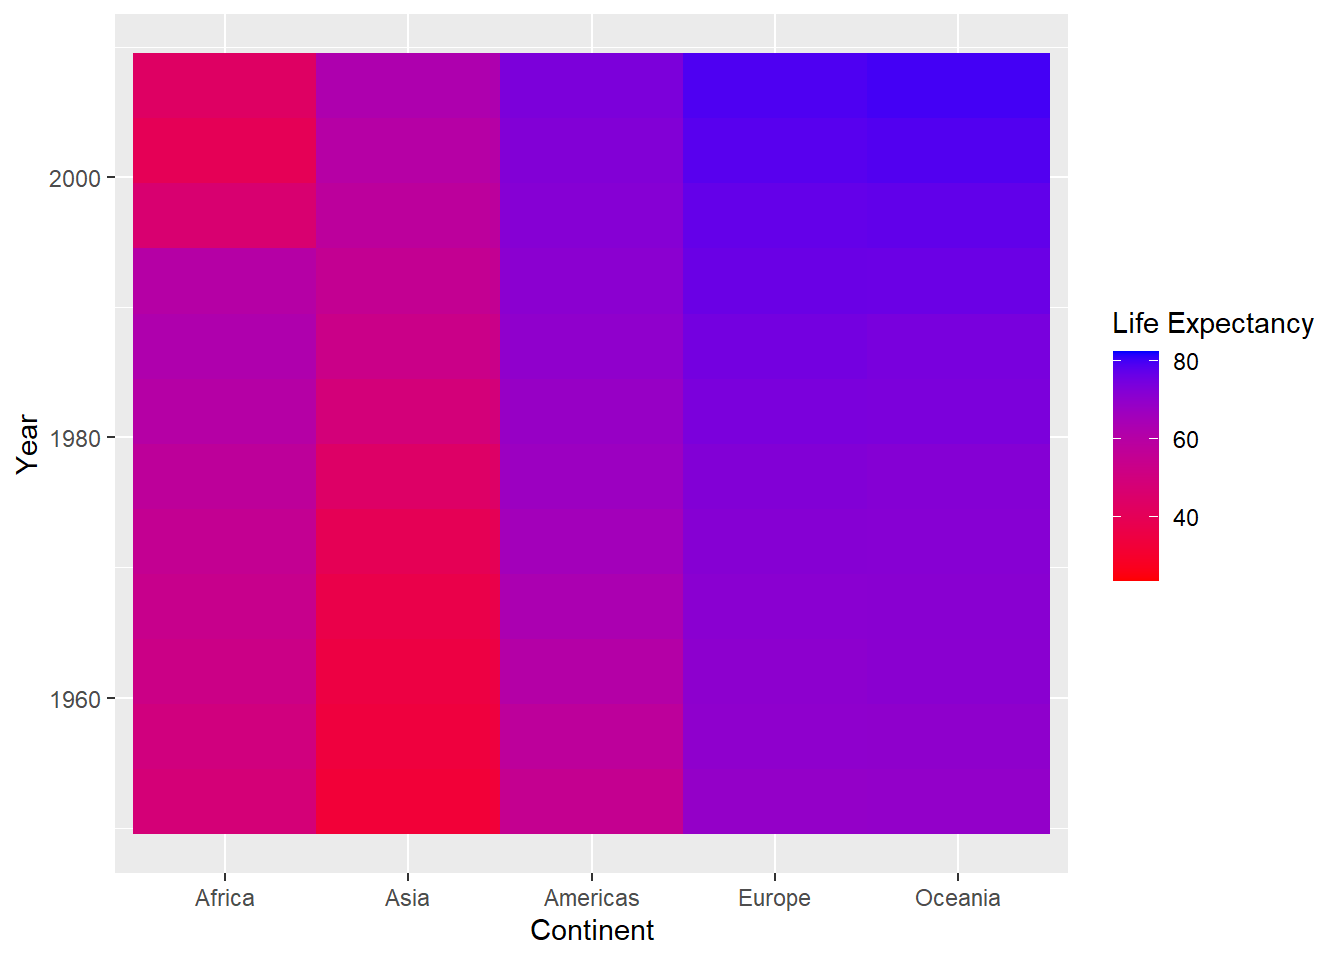 Year
2000
1980
1960
Africa
Asia
Americas
Europe
Oceania
Continent
Life Expectancy
80
60
40